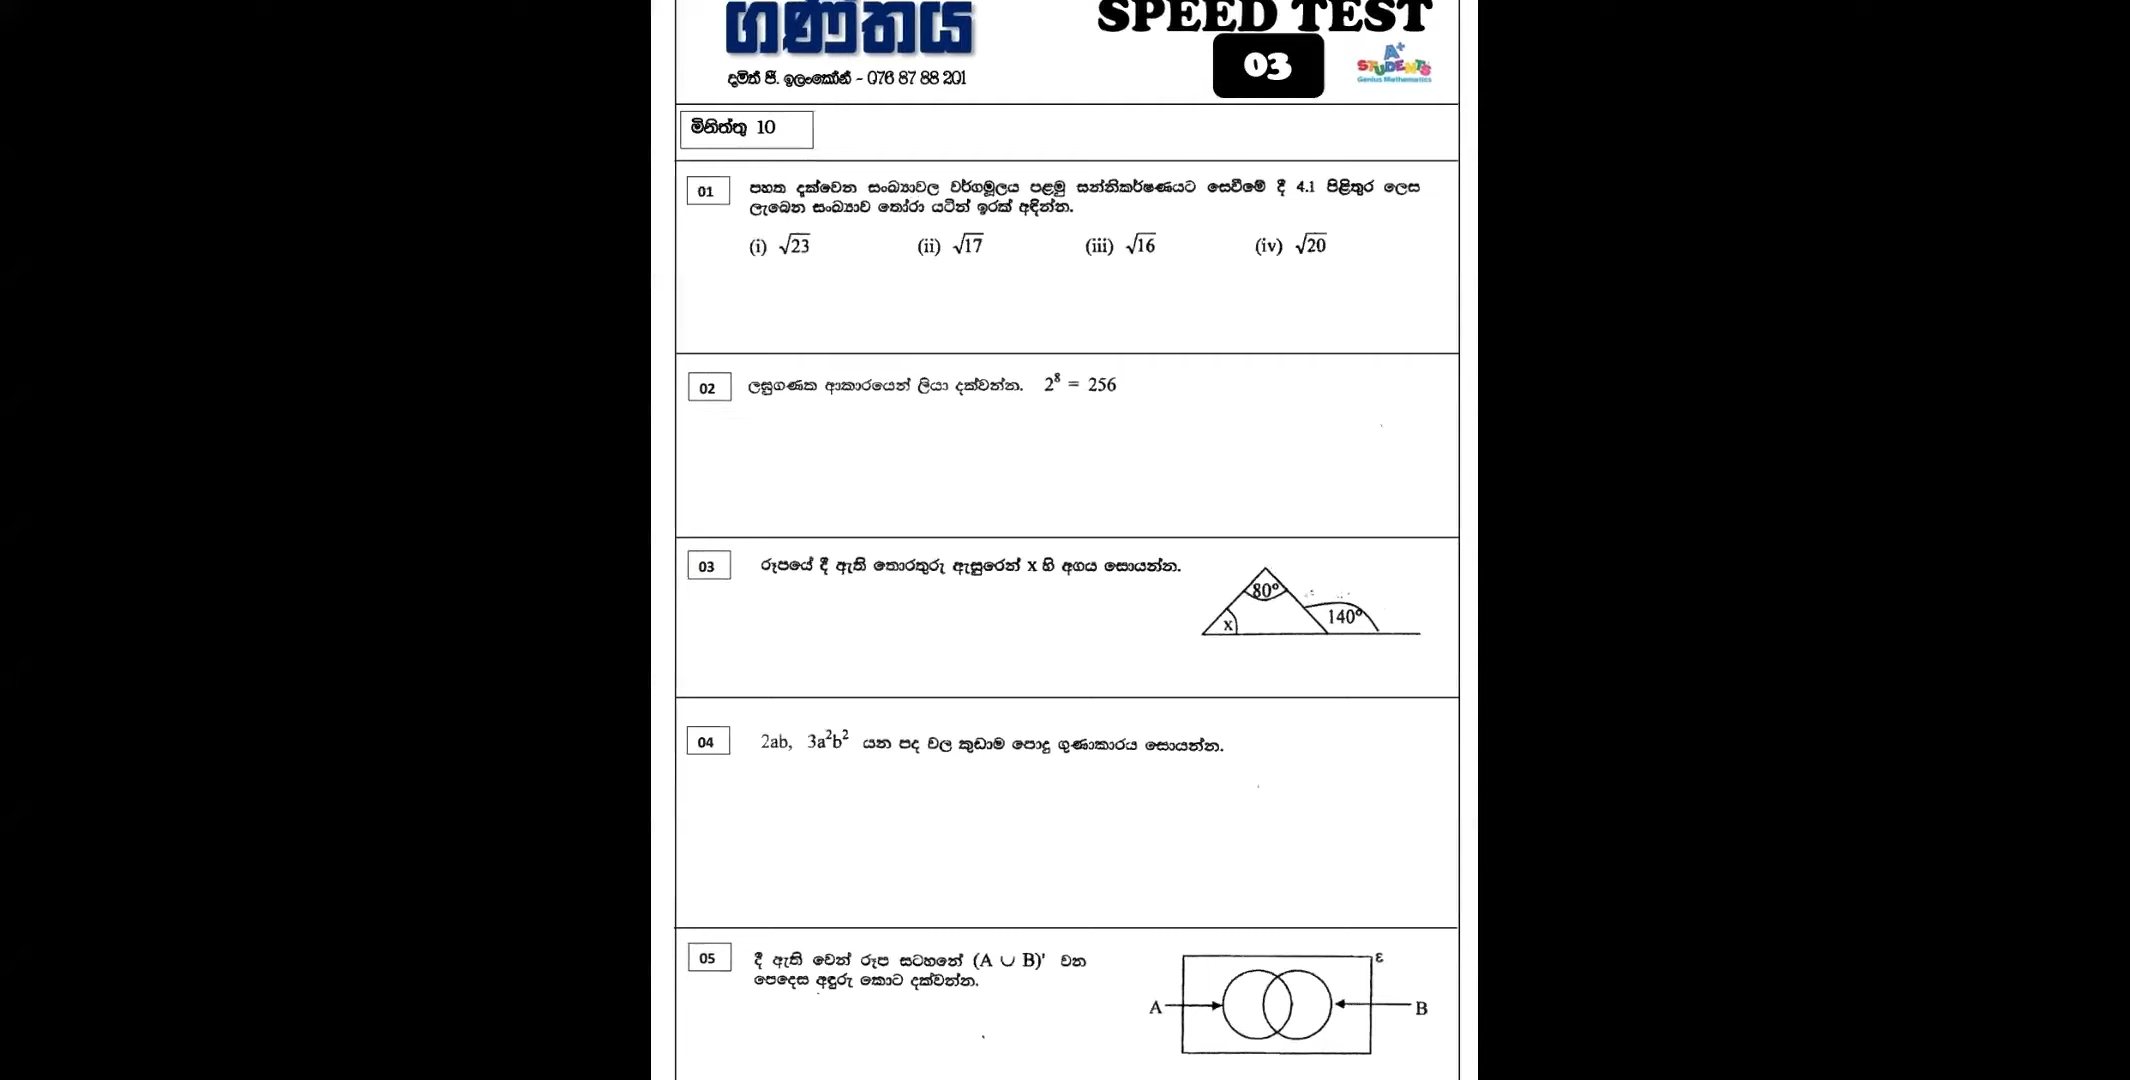 ගණිතය
SPEED TEST
03
A+
STUDENTS
Genius Mathematics
දමිත් ජී. ඉලංකෝන් - 076 87 88 201
මිනිත්තු 10
01
පහත දැක්වෙන සංඛ්‍යාවල වර්ගමූලය පළමු සන්නිකර්ෂණයට සෙවීමේ දී 4.1 පිළිතුර ලෙස
ලැබෙන සංඛ්‍යාව තෝරා යටින් ඉරක් අඳින්න.
(i) √23 (ii) √17 (iii) √16 (iv) √20
02
ලඝුගණක ආකාරයෙන් ලියා දක්වන්න. 2⁸ = 256
03
රූපයේ දී ඇති තොරතුරු ඇසුරෙන් x හි අගය සොයන්න.
80°
x
140°
04
2ab, 3a²b² යන පද වල කුඩාම පොදු ගුණාකාරය සොයන්න.
05
දී ඇති වෙන් රූප සටහනේ (A ∪ B)' වන
පෙදෙස අඳුරු කොට දක්වන්න.
ε
A
B